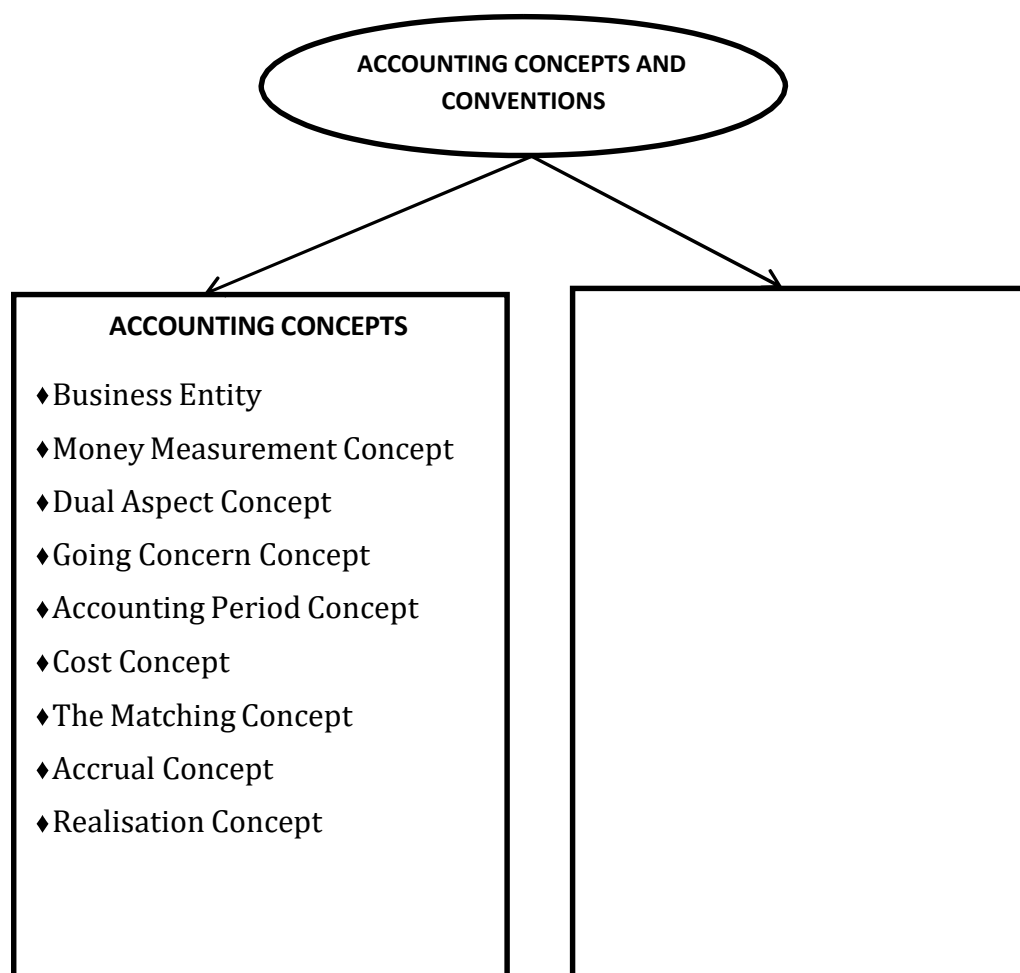 ACCOUNTING CONCEPTS AND
CONVENTIONS
ACCOUNTING CONCEPTS
♦Business Entity
♦Money Measurement Concept
♦Dual Aspect Concept
♦Going Concern Concept
♦Accounting Period Concept
♦Cost Concept
♦The Matching Concept
♦Accrual Concept
♦Realisation Concept